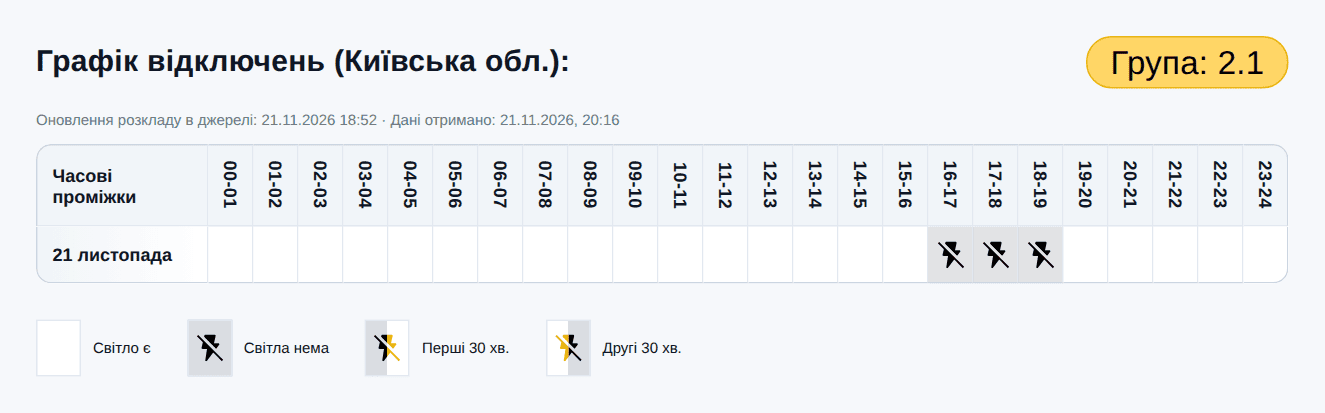 Графік відключень (Київська обл.):
Група: 2.1
Оновлення розкладу в джерелі: 21.11.2026 18:52 · Дані отримано: 21.11.2026, 20:16
Часові проміжки 00-01 01-02 02-03 03-04 04-05 05-06 06-07 07-08 08-09 09-10 10-11 11-12 12-13 13-14 14-15 15-16 16-17 17-18 18-19 19-20 20-21 21-22 22-23 23-24
21 листопада
Світло є Світла нема Перші 30 хв. Другі 30 хв.